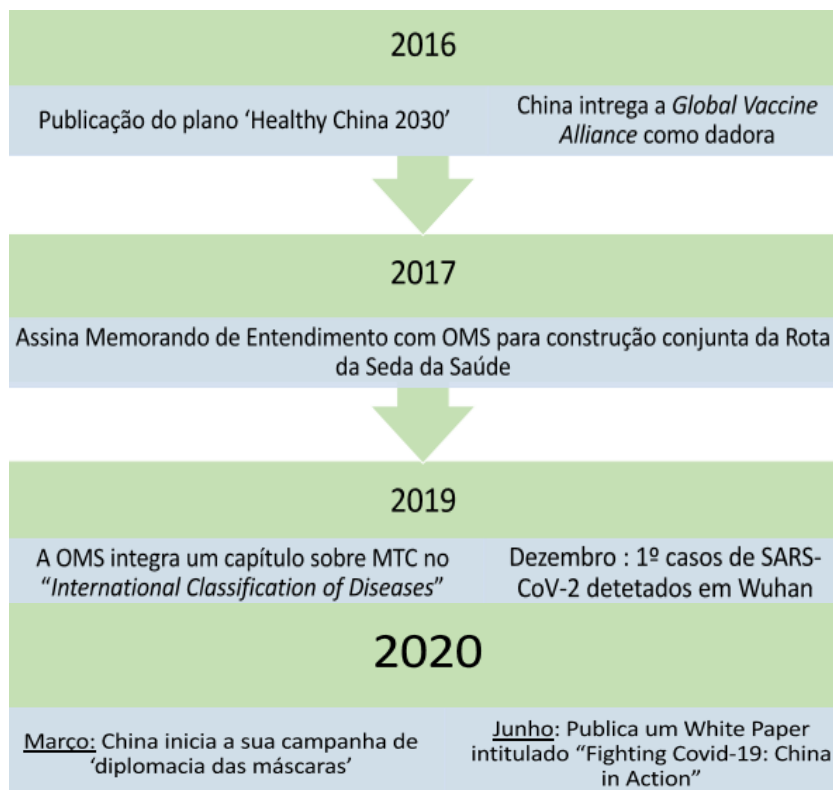 2016
Publicação do plano ‘Healthy China 2030’
China intrega a Global Vaccine
Alliance como dadora
2017
Assina Memorando de Entendimento com OMS para construção conjunta da Rota
da Seda da Saúde
2019
A OMS integra um capítulo sobre MTC no
“International Classification of Diseases”
Dezembro : 1º casos de SARS-
CoV-2 detetados em Wuhan
2020
Março: China inicia a sua campanha de
‘diplomacia das máscaras’
Junho: Publica um White Paper
intitulado “Fighting Covid-19: China
in Action”